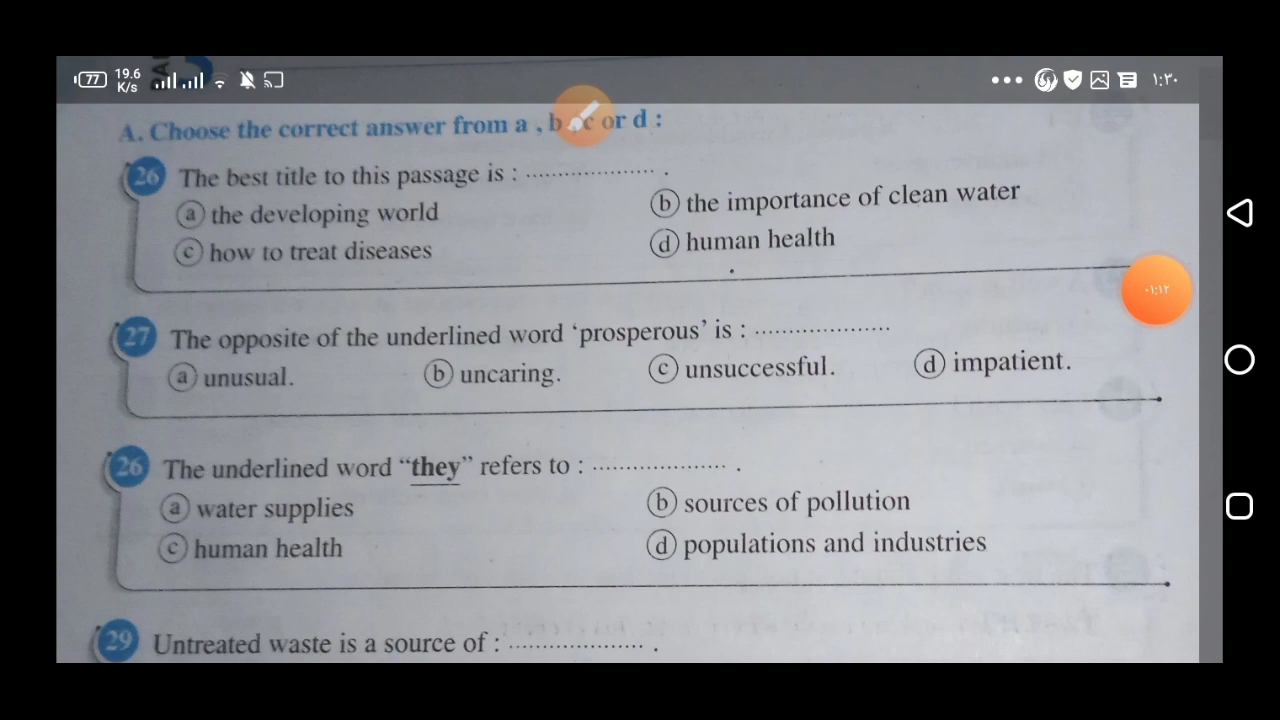 77 19.6 K/s ١:٣٠
A. Choose the correct answer from a , b , c or d :
26 The best title to this passage is : .................... .
a the developing world b the importance of clean water
c how to treat diseases d human health
-١:١٢
27 The opposite of the underlined word ‘prosperous’ is : ....................
a unusual. b uncaring. c unsuccessful. d impatient.
26 The underlined word “they” refers to : .................... .
a water supplies b sources of pollution
c human health d populations and industries
29 Untreated waste is a source of : .................... .